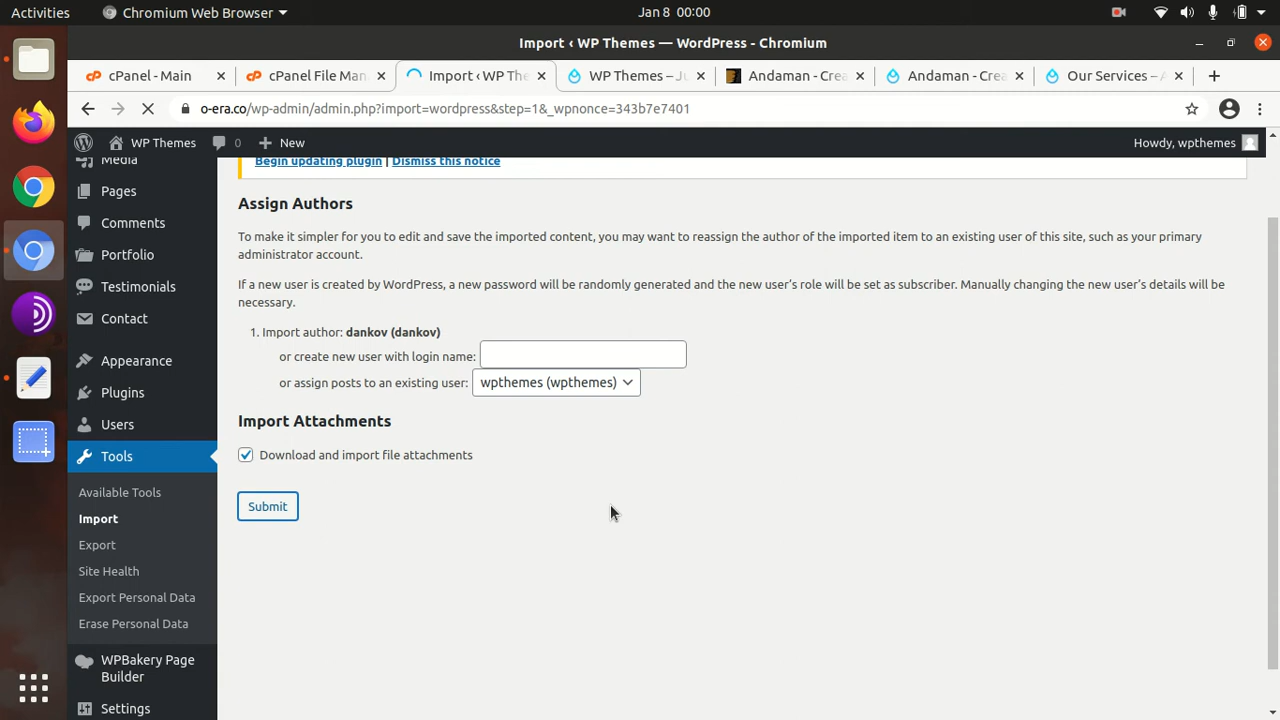 Activities
Chromium Web Browser
Jan 8 00:00
Import ‹ WP Themes — WordPress - Chromium
cPanel - Main
cPanel File Man
Import ‹ WP The
WP Themes – Ju
Andaman - Crea
Andaman - Crea
Our Services – A
o-era.co/wp-admin/admin.php?import=wordpress&step=1&_wpnonce=343b7e7401
WP Themes
0
New
Howdy, wpthemes
Media
Pages
Comments
Portfolio
Testimonials
Contact
Appearance
Plugins
Users
Tools
Available Tools
Import
Export
Site Health
Export Personal Data
Erase Personal Data
WPBakery Page
Builder
Settings
Begin updating plugin | Dismiss this notice
Assign Authors
To make it simpler for you to edit and save the imported content, you may want to reassign the author of the imported item to an existing user of this site, such as your primary
administrator account.
If a new user is created by WordPress, a new password will be randomly generated and the new user’s role will be set as subscriber. Manually changing the new user’s details will be
necessary.
1. Import author: dankov (dankov)
or create new user with login name:
or assign posts to an existing user: wpthemes (wpthemes)
Import Attachments
Download and import file attachments
Submit